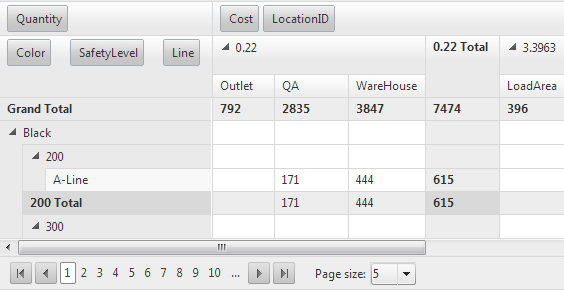 Quantity Cost LocationID
Color SafetyLevel Line 0.22 0.22 Total 3.3963
Outlet QA WareHouse LoadArea
Grand Total 792 2835 3847 7474 396
Black
200
A-Line 171 444 615
200 Total 171 444 615
300
1 2 3 4 5 6 7 8 9 10 ... Page size: 5